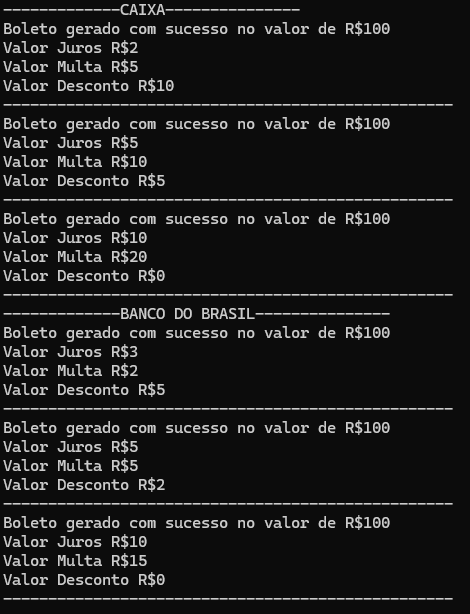 -------------CAIXA---------------
Boleto gerado com sucesso no valor de R$100
Valor Juros R$2
Valor Multa R$5
Valor Desconto R$10
--------------------------------------------------
Boleto gerado com sucesso no valor de R$100
Valor Juros R$5
Valor Multa R$10
Valor Desconto R$5
--------------------------------------------------
Boleto gerado com sucesso no valor de R$100
Valor Juros R$10
Valor Multa R$20
Valor Desconto R$0
--------------------------------------------------
-------------BANCO DO BRASIL---------------
Boleto gerado com sucesso no valor de R$100
Valor Juros R$3
Valor Multa R$2
Valor Desconto R$5
--------------------------------------------------
Boleto gerado com sucesso no valor de R$100
Valor Juros R$5
Valor Multa R$5
Valor Desconto R$2
--------------------------------------------------
Boleto gerado com sucesso no valor de R$100
Valor Juros R$10
Valor Multa R$15
Valor Desconto R$0
--------------------------------------------------